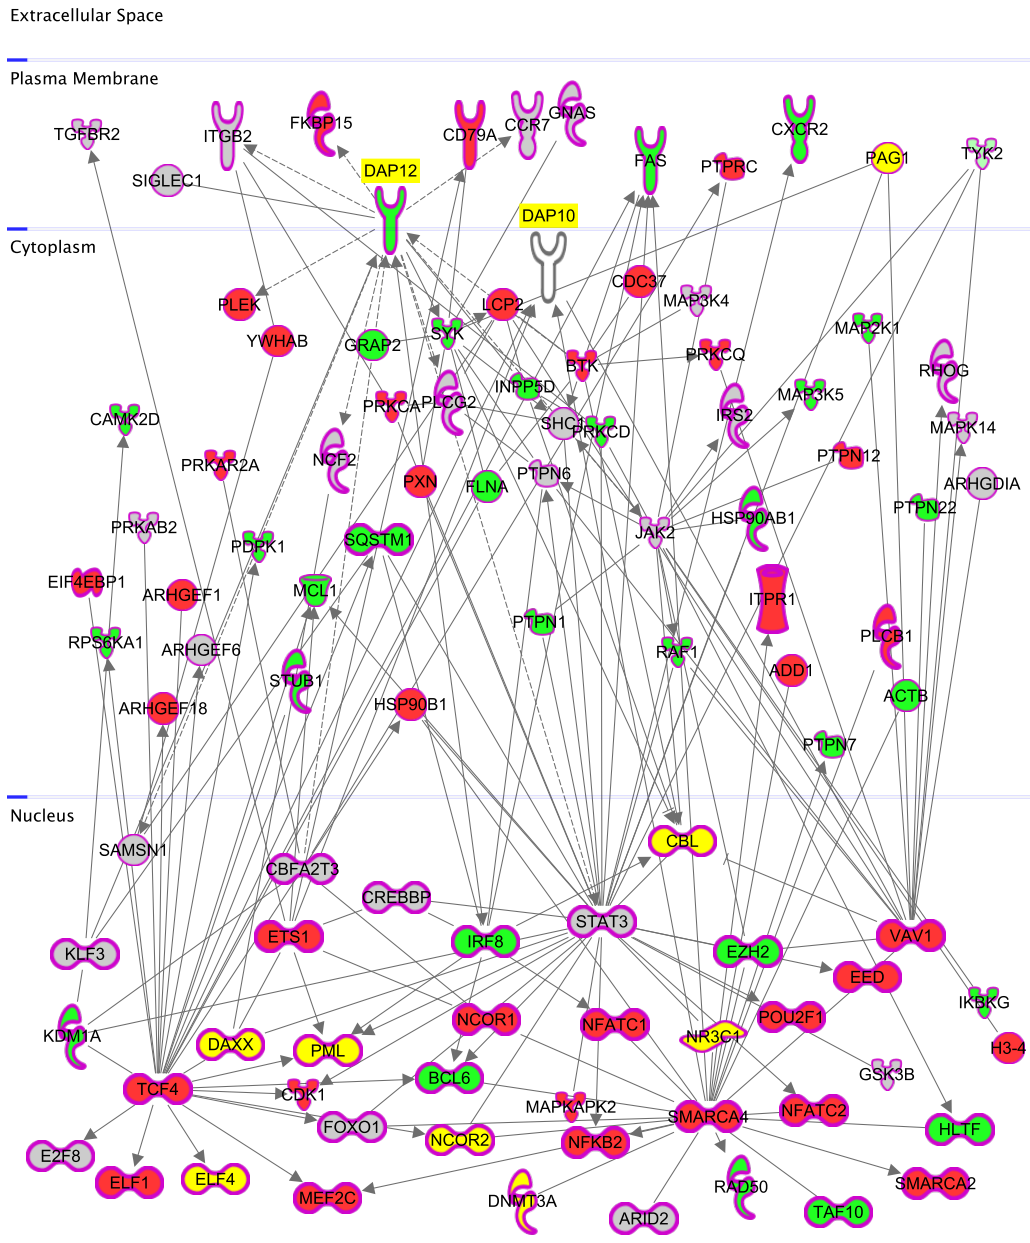 Extracellular Space
Plasma Membrane
TGFBR2
ITGB2
FKBP15
CD79A
CCR7
GNAS
CXCR2
FAS
PTPRC
PAG1
TYK2
SIGLEC1
DAP12
DAP10
Cytoplasm
PLEK
YWHAB
GRAP2
SYK
LCP2
CDC37
MAP3K4
MAP2K1
BTK
PRKCQ
RHOG
INPP5D
MAP3K5
PRKCA
PLCG2
IRS2
CAMK2D
SHC1
PRKCD
MAPK14
PRKAR2A
NCF2
PTPN12
PXN
FLNA
PTPN6
ARHGDIA
PRKAB2
PDPK1
SQSTM1
JAK2
HSP90AB1
PTPN22
EIF4EBP1
ARHGEF1
MCL1
ITPR1
PTPN1
RPS6KA1
ARHGEF6
RAF1
PLCB1
STUB1
ADD1
ARHGEF18
HSP90B1
ACTB
PTPN7
Nucleus
SAMSN1
CBFA2T3
CBL
CREBBP
KLF3
ETS1
IRF8
STAT3
EZH2
VAV1
EED
KDM1A
DAXX
PML
NCOR1
NFATC1
NR3C1
POU2F1
IKBKG
H3-4
TCF4
CDK1
BCL6
GSK3B
FOXO1
NCOR2
MAPKAPK2
NFKB2
SMARCA4
NFATC2
HLTF
E2F8
ELF1
ELF4
MEF2C
DNMT3A
ARID2
RAD50
TAF10
SMARCA2